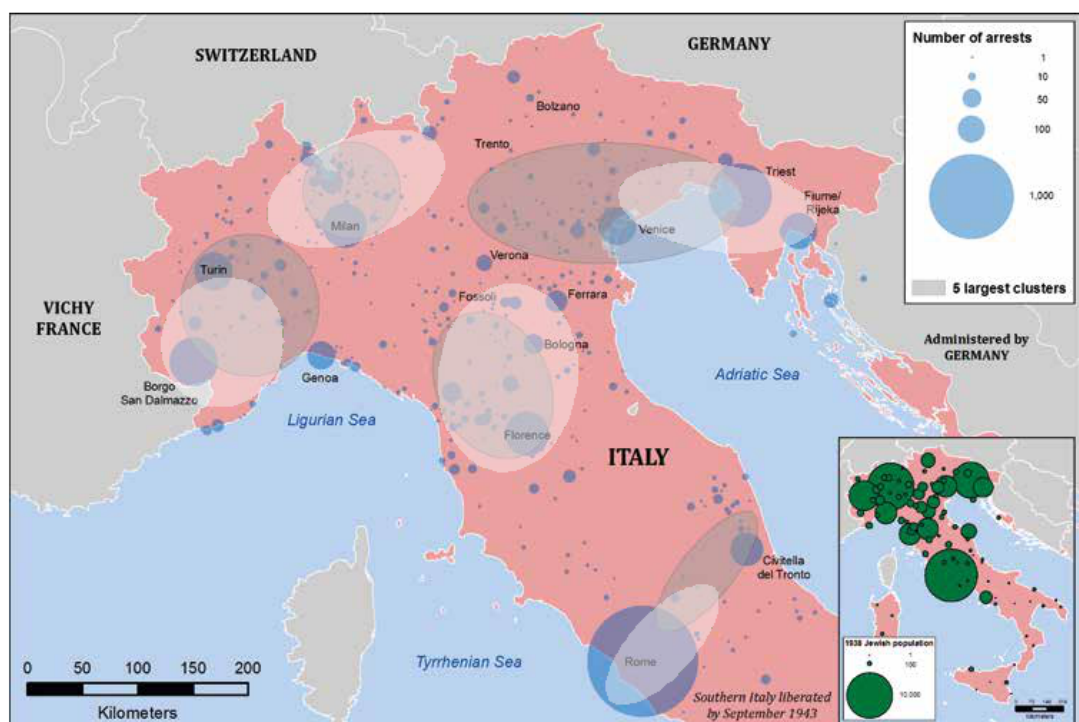 SWITZERLAND
GERMANY
Number of arrests
1
10
50
100
1,000
5 largest clusters
Bolzano
Trento
Triest
Fiume/
Rijeka
Milan
Venice
Verona
Turin
Fossoli
Ferrara
VICHY
FRANCE
Bologna
Administered by
GERMANY
Genoa
Adriatic Sea
Borgo
San Dalmazzo
Ligurian Sea
Florence
ITALY
Civitella
del Tronto
Rome
Tyrrhenian Sea
0 50 100 150 200
Kilometers
Southern Italy liberated
by September 1943
1938 Jewish population
1
100
10,000